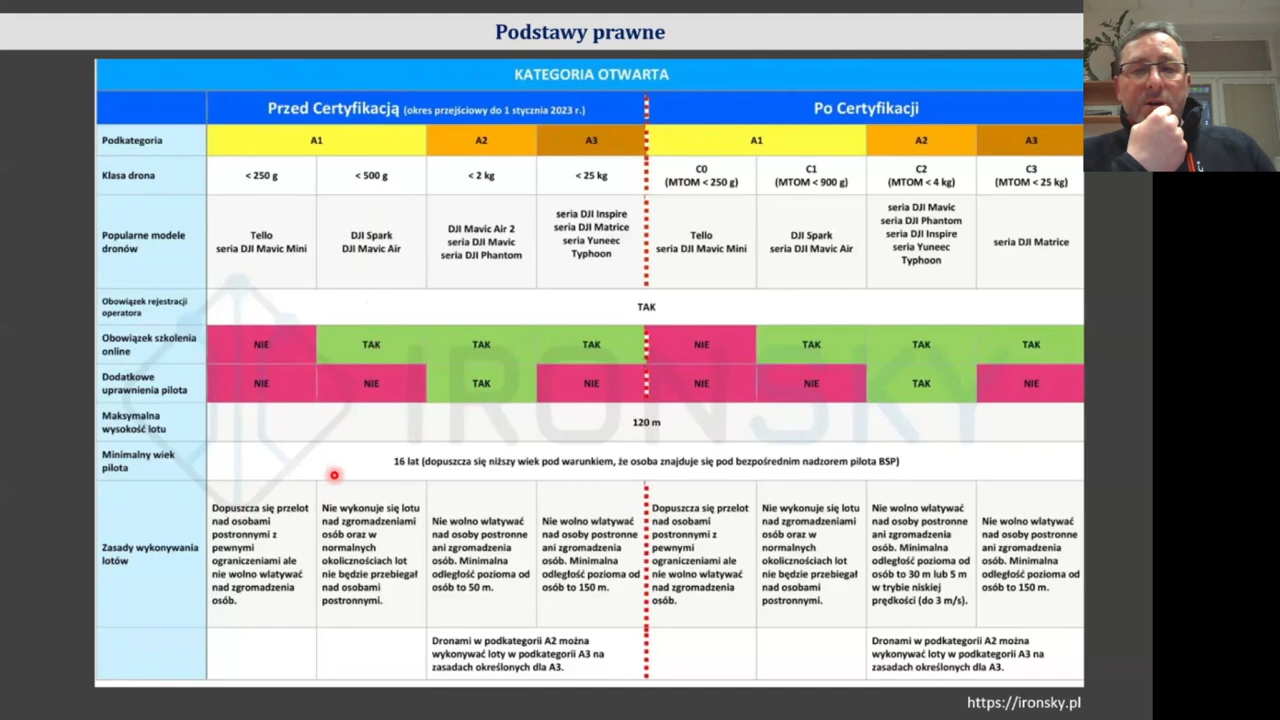 Podstawy prawne
KATEGORIA OTWARTA
Przed Certyfikacją (okres przejściowy do 1 stycznia 2023 r.)
Po Certyfikacji
Podkategoria
A1
A2
A3
A1
A2
A3
Klasa drona
< 250 g
< 500 g
< 2 kg
< 25 kg
C0
(MTOM < 250 g)
C1
(MTOM < 900 g)
C2
(MTOM < 4 kg)
C3
(MTOM < 25 kg)
Popularne modele
dronów
Tello
seria DJI Mavic Mini
DJI Spark
DJI Mavic Air
DJI Mavic Air 2
seria DJI Mavic
seria DJI Phantom
seria DJI Inspire
seria DJI Matrice
seria Yuneec
Typhoon
Tello
seria DJI Mavic Mini
DJI Spark
seria DJI Mavic Air
seria DJI Mavic
seria DJI Phantom
seria DJI Inspire
seria Yuneec
Typhoon
seria DJI Matrice
Obowiązek rejestracji
operatora
TAK
Obowiązek szkolenia
online
NIE
TAK
TAK
TAK
NIE
TAK
TAK
TAK
Dodatkowe
uprawnienia pilota
NIE
NIE
TAK
NIE
NIE
NIE
TAK
NIE
Maksymalna
wysokość lotu
120 m
Minimalny wiek
pilota
16 lat (dopuszcza się niższy wiek pod warunkiem, że osoba znajduje się pod bezpośrednim nadzorem pilota BSP)
Zasady wykonywania
lotów
Dopuszcza się przelot
nad osobami
postronnymi z
pewnymi
ograniczeniami ale
nie wolno wlatywać
nad zgromadzenia
osób.
Nie wykonuje się lotu
nad zgromadzeniami
osób oraz w
normalnych
okolicznościach lot
nie będzie przebiegał
nad osobami
postronnymi.
Nie wolno wlatywać
nad osoby postronne
ani zgromadzenia
osób. Minimalna
odległość pozioma od
osób to 50 m.
Nie wolno wlatywać
nad osoby postronne
ani zgromadzenia
osób. Minimalna
odległość pozioma od
osób to 150 m.
Dopuszcza się przelot
nad osobami
postronnymi z
pewnymi
ograniczeniami ale
nie wolno wlatywać
nad zgromadzenia
osób.
Nie wykonuje się lotu
nad zgromadzeniami
osób oraz w
normalnych
okolicznościach lot
nie będzie przebiegał
nad osobami
postronnymi.
Nie wolno wlatywać
nad osoby postronne
ani zgromadzenia
osób. Minimalna
odległość pozioma od
osób to 30 m lub 5 m
w trybie niskiej
prędkości (do 3 m/s).
Nie wolno wlatywać
nad osoby postronne
ani zgromadzenia
osób. Minimalna
odległość pozioma od
osób to 150 m.
Dronami w podkategorii A2 można
wykonywać loty w podkategorii A3 na
zasadach określonych dla A3.
Dronami w podkategorii A2 można
wykonywać loty w podkategorii A3 na
zasadach określonych dla A3.
IRONSKY
https://ironsky.pl